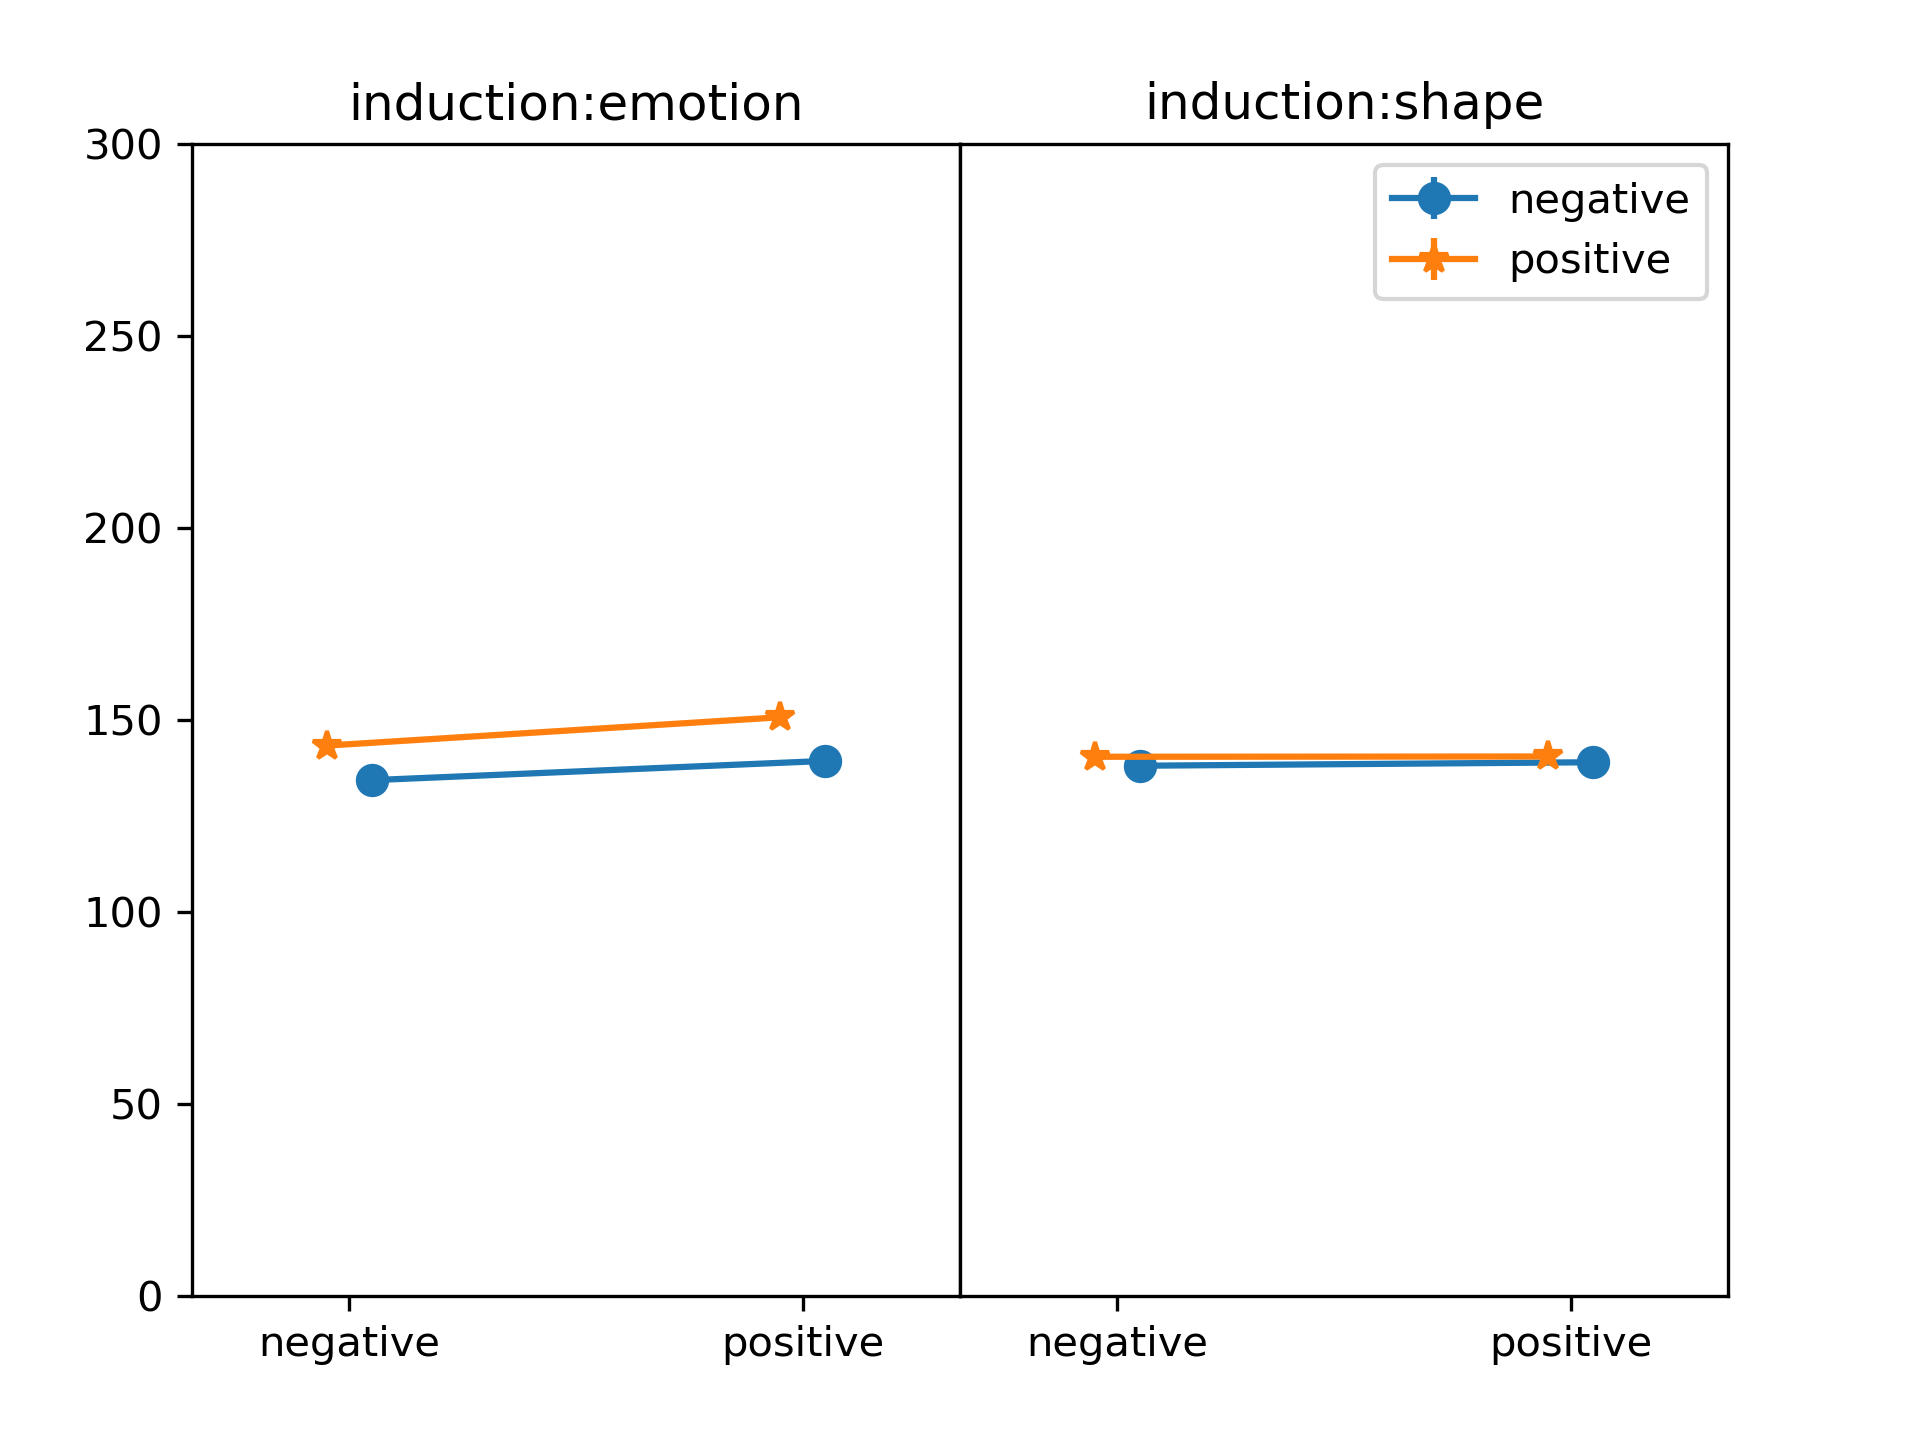 induction:emotion
induction:shape
300
250
200
150
100
50
0
negative
positive
negative
positive
negative
positive